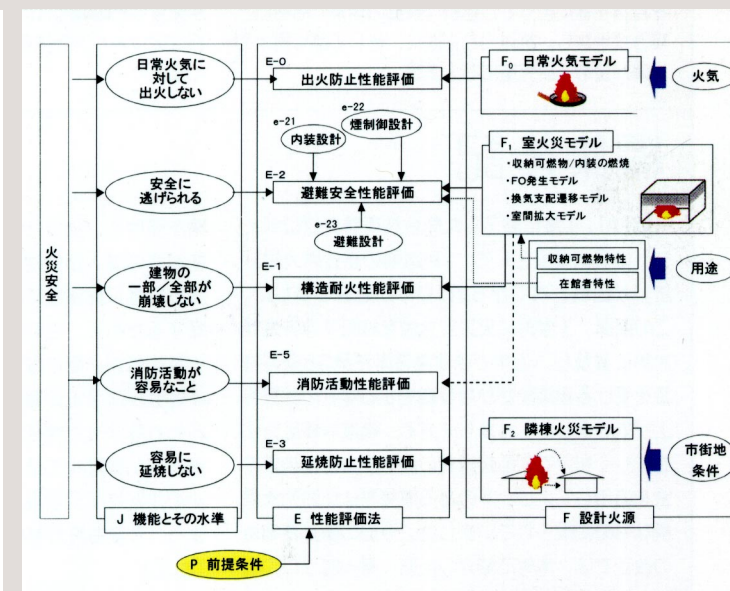 火災安全
日常火気に
対して
出火しない
安全に
逃げられる
建物の
一部／全部が
崩壊しない
消防活動が
容易なこと
容易に
延焼しない
J 機能とその水準
E-0
出火防止性能評価
e-21
内装設計
e-22
煙制御設計
E-2
避難安全性能評価
e-23
避難設計
E-1
構造耐火性能評価
E-5
消防活動性能評価
E-3
延焼防止性能評価
E 性能評価法
P 前提条件
F₀ 日常火気モデル
火気
F₁ 室火災モデル
・収納可燃物/内装の燃焼
・FO発生モデル
・換気支配遷移モデル
・室間拡大モデル
収納可燃物特性
在館者特性
用途
F₂ 隣棟火災モデル
市街地
条件
F 設計火源